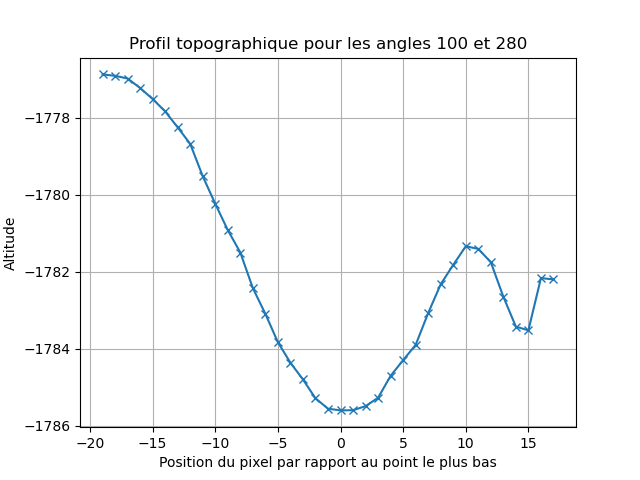 Profil topographique pour les angles 100 et 280
−1778
−1780
−1782
−1784
−1786
Altitude
−20 −15 −10 −5 0 5 10 15
Position du pixel par rapport au point le plus bas